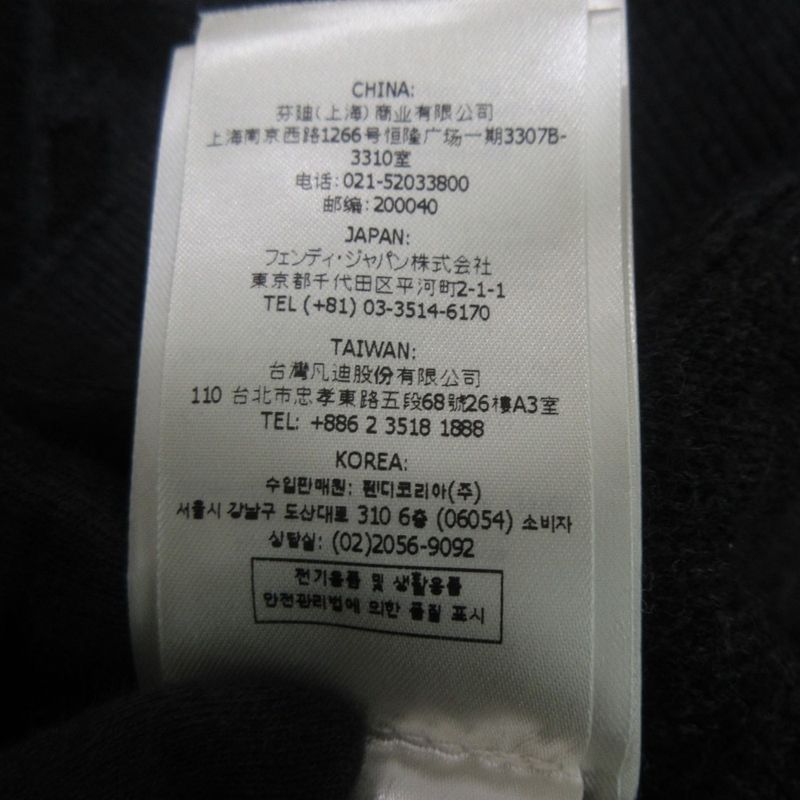 CHINA:
芬迪(上海)商业有限公司
上海南京西路1266号恒隆广场一期3307B-
3310室
电话:021-52033800
邮编:200040
JAPAN:
フェンディ・ジャパン株式会社
東京都千代田区平河町2-1-1
TEL (+81) 03-3514-6170
TAIWAN:
台灣凡迪股份有限公司
110 台北市忠孝東路五段68號26樓A3室
TEL: +886 2 3518 1888
KOREA:
수입판매원: 펜디코리아(주)
서울시 강남구 도산대로 310 6층 (06054) 소비자
상담실: (02)2056-9092
전기용품 및 생활용품
안전관리법에 의한 품질 표시